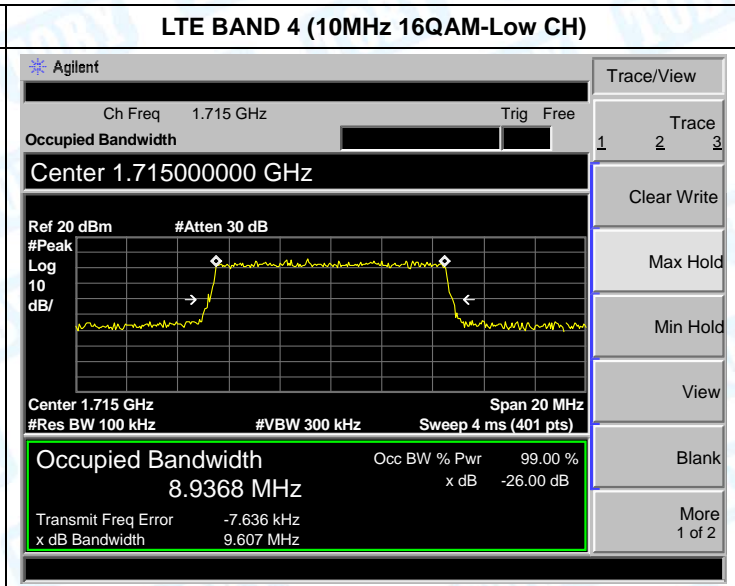 LTE BAND 4 (10MHz 16QAM-Low CH)
Agilent
Trace/View
Ch Freq 1.715 GHz Trig Free
Occupied Bandwidth
Trace
1 2 3
Center 1.715000000 GHz
Clear Write
Ref 20 dBm #Atten 30 dB
#Peak
Log
10
dB/
Max Hold
Min Hold
View
Center 1.715 GHz Span 20 MHz
#Res BW 100 kHz #VBW 300 kHz Sweep 4 ms (401 pts)
Occupied Bandwidth Occ BW % Pwr 99.00 %
8.9368 MHz x dB -26.00 dB
Blank
Transmit Freq Error -7.636 kHz
x dB Bandwidth 9.607 MHz
More
1 of 2